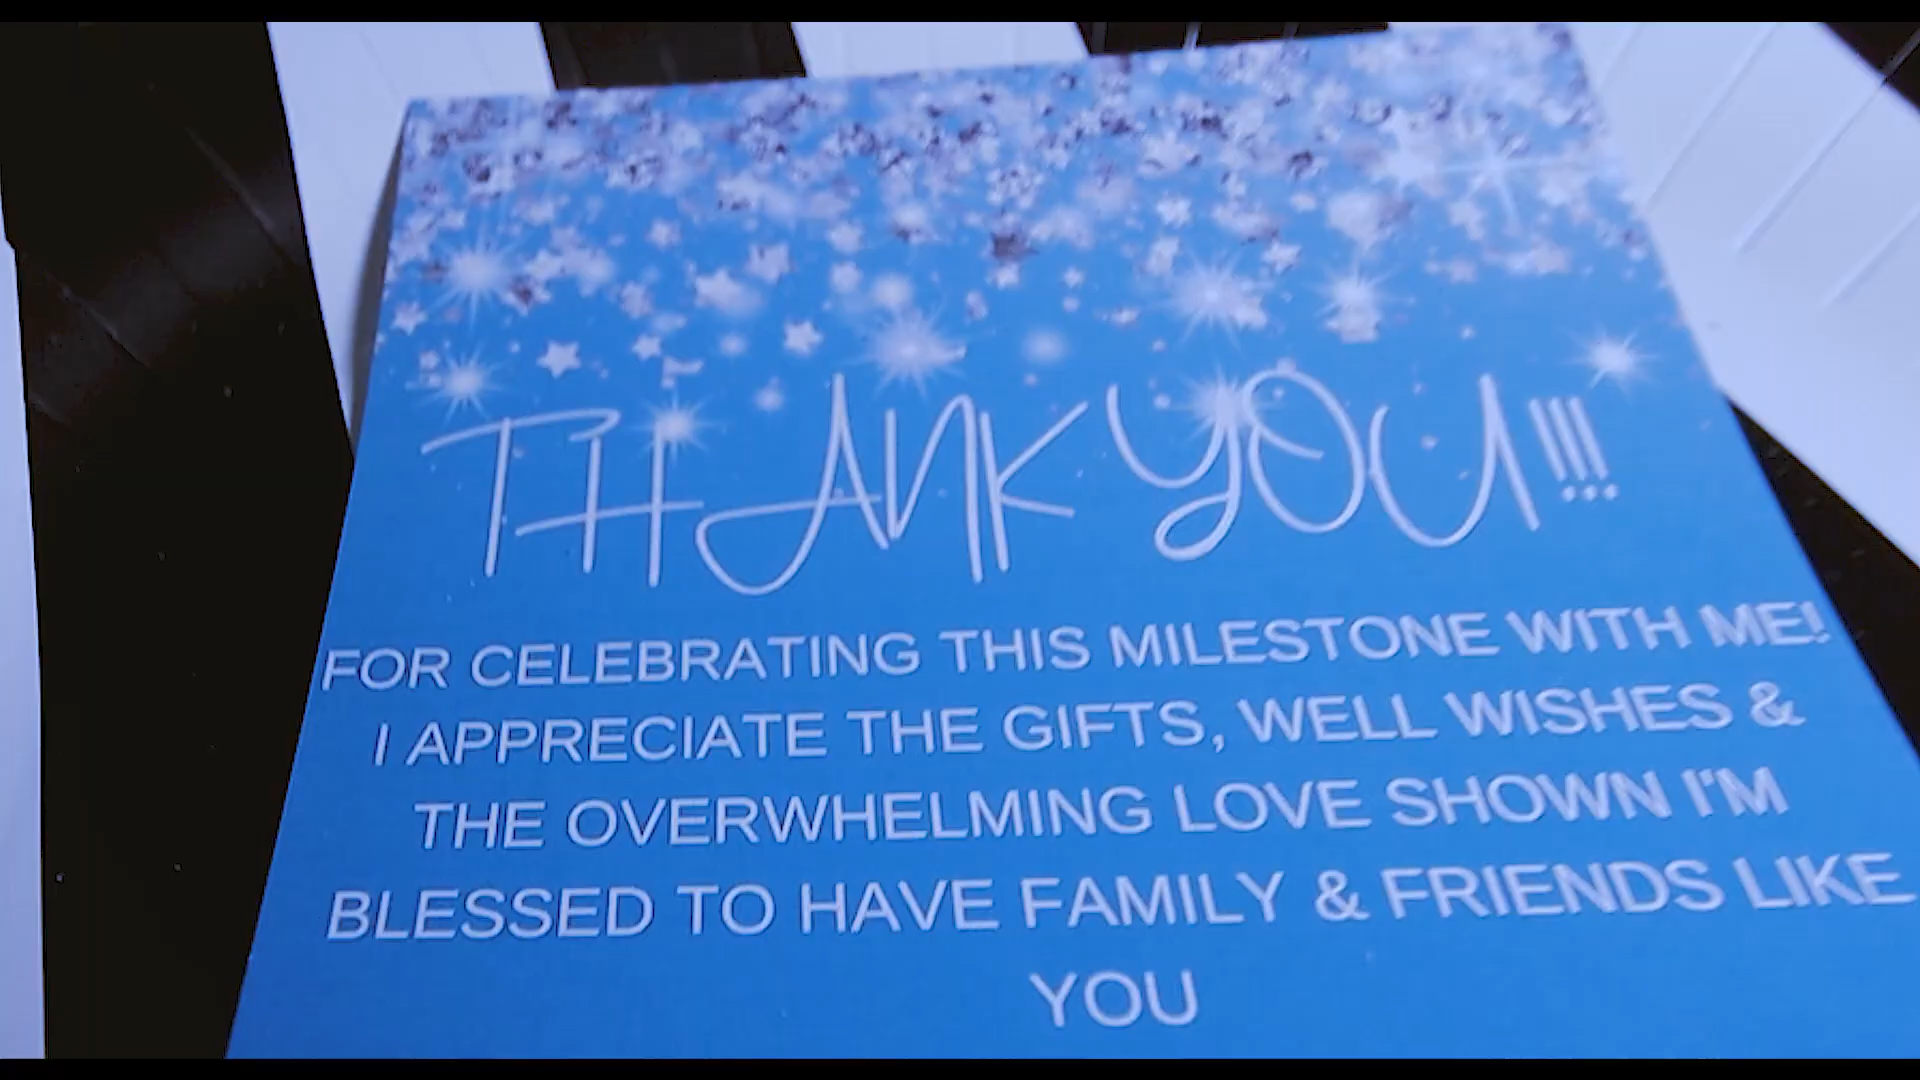 THANK YOU!!!
FOR CELEBRATING THIS MILESTONE WITH ME!
I APPRECIATE THE GIFTS, WELL WISHES &
THE OVERWHELMING LOVE SHOWN I'M
BLESSED TO HAVE FAMILY & FRIENDS LIKE
YOU